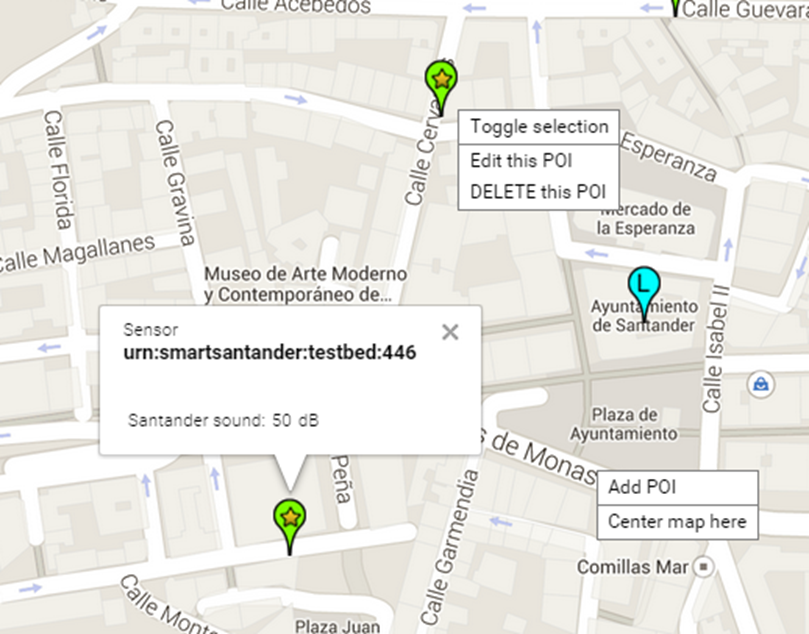 Calle Acebedos
Calle Guevara
Calle Florida
Calle Gravina
Calle Cerva
Toggle selection
Edit this POI
DELETE this POI
Esperanza
Mercado de
la Esperanza
Calle Magallanes
Museo de Arte Moderno
y Contemporáneo de...
L
Ayuntamiento
de Santander
Calle Isabel II
Sensor
urn:smartsantander:testbed:446
Santander sound: 50 dB
Plaza de
Ayuntamiento
s de Monas
Peña
Add POI
Center map here
Calle Garmendia
Comillas Mar
Calle Monte
Plaza Juan